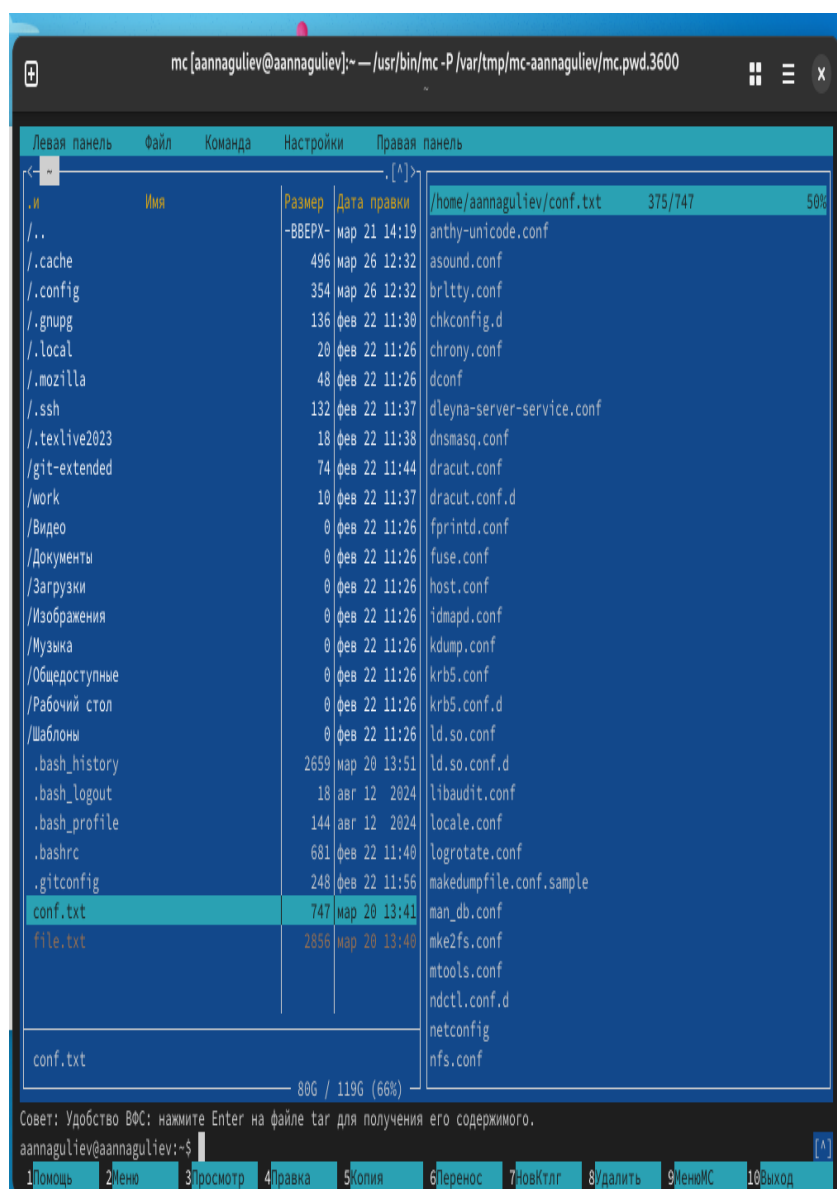 mc [aannaguliev@aannaguliev]:~ — /usr/bin/mc -P /var/tmp/mc-aannaguliev/mc.pwd.3600
~
Левая панель Файл Команда Настройки Правая панель
<─ ~ .[^]>
.и Имя Размер Дата правки
/.. -ВВЕРХ- мар 21 14:19
/.cache 496 мар 26 12:32
/.config 354 мар 26 12:32
/.gnupg 136 фев 22 11:30
/.local 20 фев 22 11:26
/.mozilla 48 фев 22 11:26
/.ssh 132 фев 22 11:37
/.texlive2023 18 фев 22 11:38
/git-extended 74 фев 22 11:44
/work 10 фев 22 11:37
/Видео 0 фев 22 11:26
/Документы 0 фев 22 11:26
/Загрузки 0 фев 22 11:26
/Изображения 0 фев 22 11:26
/Музыка 0 фев 22 11:26
/Общедоступные 0 фев 22 11:26
/Рабочий стол 0 фев 22 11:26
/Шаблоны 0 фев 22 11:26
.bash_history 2659 мар 20 13:51
.bash_logout 18 авг 12 2024
.bash_profile 144 авг 12 2024
.bashrc 681 фев 22 11:40
.gitconfig 248 фев 22 11:56
conf.txt 747 мар 20 13:41
file.txt 2856 мар 20 13:40
conf.txt
80G / 119G (66%)
/home/aannaguliev/conf.txt 375/747 50%
anthy-unicode.conf
asound.conf
brltty.conf
chkconfig.d
chrony.conf
dconf
dleyna-server-service.conf
dnsmasq.conf
dracut.conf
dracut.conf.d
fprintd.conf
fuse.conf
host.conf
idmapd.conf
kdump.conf
krb5.conf
krb5.conf.d
ld.so.conf
ld.so.conf.d
libaudit.conf
locale.conf
logrotate.conf
makedumpfile.conf.sample
man_db.conf
mke2fs.conf
mtools.conf
ndctl.conf.d
netconfig
nfs.conf
Совет: Удобство ВФС: нажмите Enter на файле tar для получения его содержимого.
aannaguliev@aannaguliev:~$ [^]
1Помощь 2Меню 3Просмотр 4Правка 5Копия 6Перенос 7НовКтлг 8Удалить 9МенюMC 10Выход